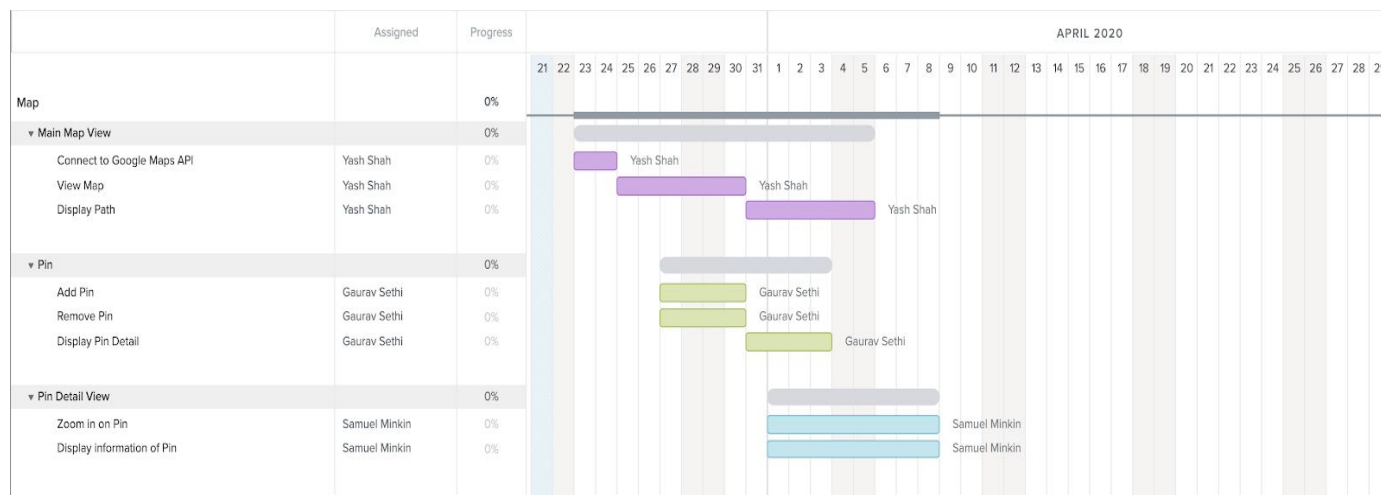 Assigned Progress APRIL 2020
21 22 23 24 25 26 27 28 29 30 31 1 2 3 4 5 6 7 8 9 10 11 12 13 14 15 16 17 18 19 20 21 22 23 24 25 26 27 28
Map 0%
▼ Main Map View 0%
Connect to Google Maps API Yash Shah 0% Yash Shah
View Map Yash Shah 0% Yash Shah
Display Path Yash Shah 0% Yash Shah
▼ Pin 0%
Add Pin Gaurav Sethi 0% Gaurav Sethi
Remove Pin Gaurav Sethi 0% Gaurav Sethi
Display Pin Detail Gaurav Sethi 0% Gaurav Sethi
▼ Pin Detail View 0%
Zoom in on Pin Samuel Minkin 0% Samuel Minkin
Display information of Pin Samuel Minkin 0% Samuel Minkin